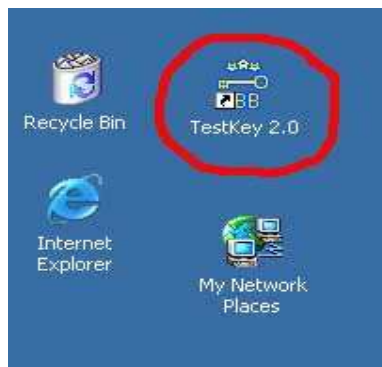 BB
Recycle Bin
TestKey 2.0
Internet
Explorer
My Network
Places